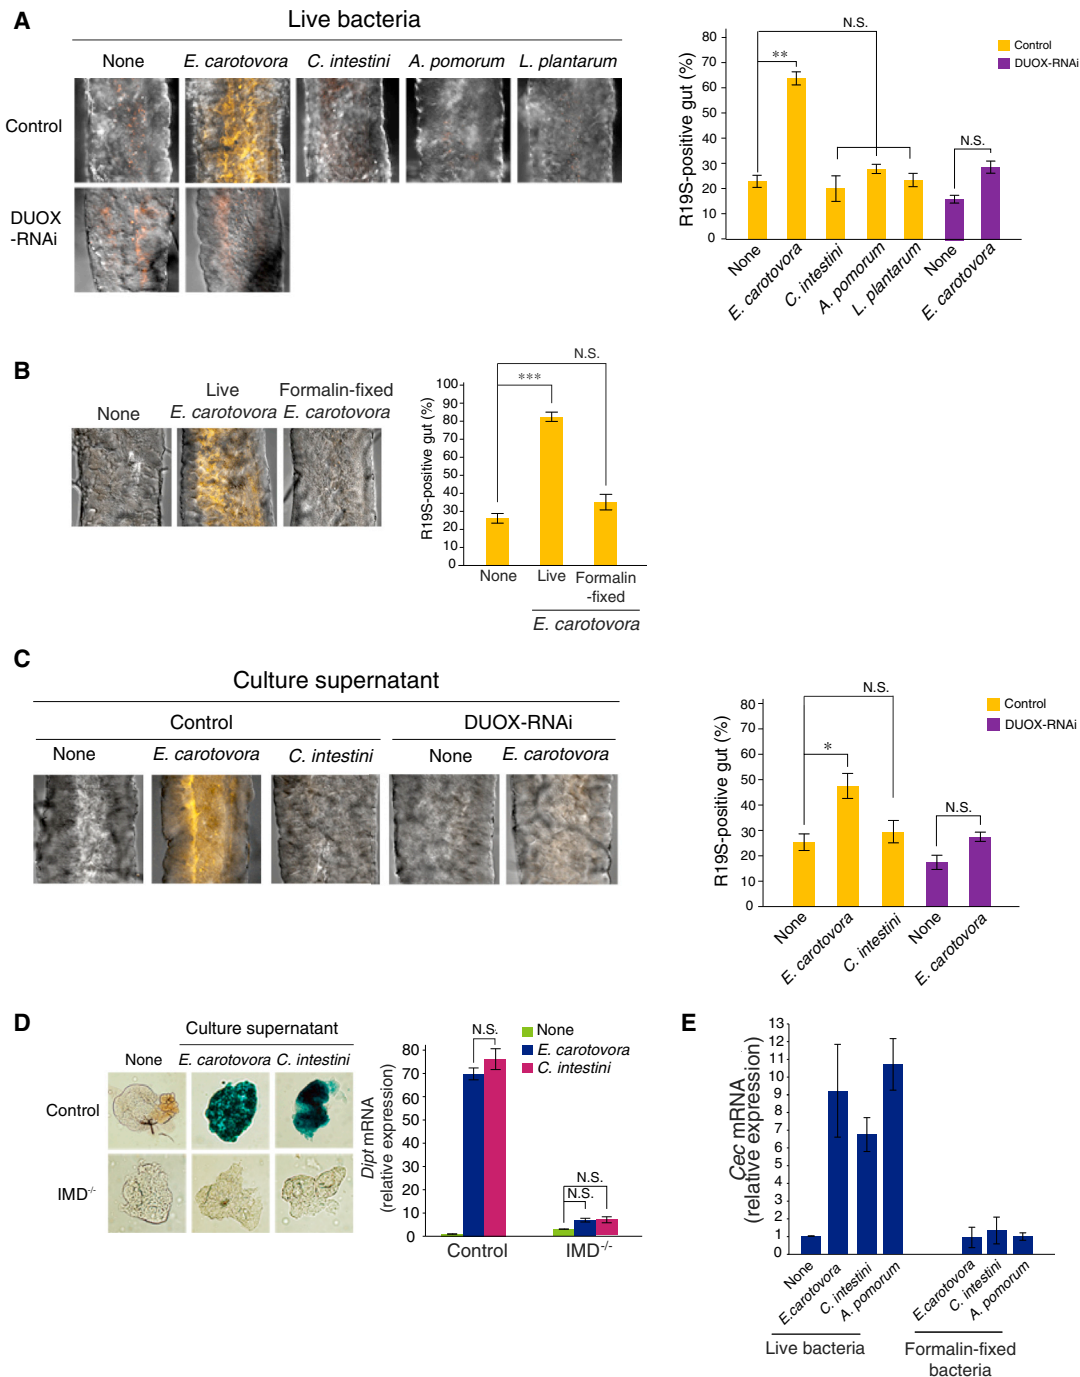 A
Live bacteria
None E. carotovora C. intestini A. pomorum L. plantarum
Control
DUOX
-RNAi
R19S-positive gut (%)
80
70
60
50
40
30
20
10
0
N.S.
**
N.S.
Control
DUOX-RNAi
None E. carotovora C. intestini A. pomorum L. plantarum None E. carotovora
B
None
Live
E. carotovora
Formalin-fixed
E. carotovora
R19S-positive gut (%)
100
90
80
70
60
50
40
30
20
10
0
N.S.
***
None Live Formalin
-fixed
E. carotovora
C
Culture supernatant
Control DUOX-RNAi
None E. carotovora C. intestini None E. carotovora
R19S-positive gut (%)
80
70
60
50
40
30
20
10
0
N.S.
*
N.S.
Control
DUOX-RNAi
None E. carotovora C. intestini None E. carotovora
D
Culture supernatant
None E. carotovora C. intestini
Control
IMD-/-
Dipt mRNA
(relative expression)
80
70
60
50
40
30
20
10
0
N.S.
N.S.
N.S.
None
E. carotovora
C. intestini
Control IMD-/-
E
Cec mRNA
(relative expression)
13
12
11
10
9
8
7
6
5
4
3
2
1
0
None E.carotovora C. intestini A. pomorum E.carotovora C. intestini A. pomorum
Live bacteria
Formalin-fixed
bacteria